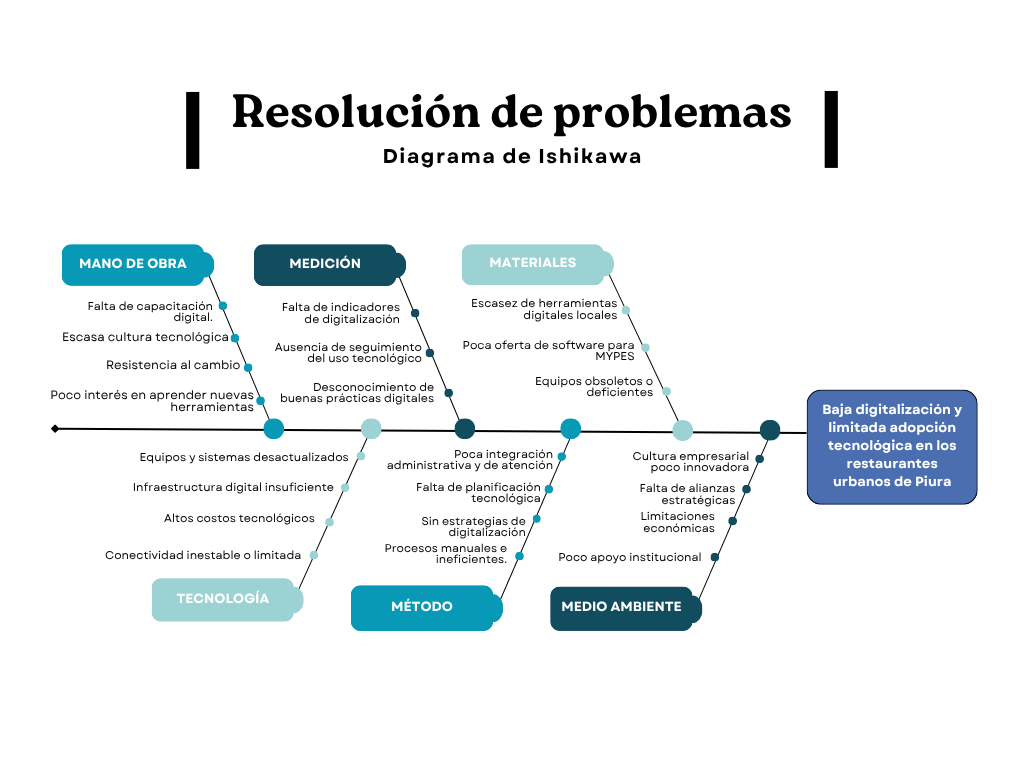 Resolución de problemas
Diagrama de Ishikawa
MANO DE OBRA
Falta de capacitación
digital.
Escasa cultura tecnológica
Resistencia al cambio
Poco interés en aprender nuevas
herramientas
MEDICIÓN
Falta de indicadores
de digitalización
Ausencia de seguimiento
del uso tecnológico
Desconocimiento de
buenas prácticas digitales
MATERIALES
Escasez de herramientas
digitales locales
Poca oferta de software para
MYPES
Equipos obsoletos o
deficientes
Baja digitalización y
limitada adopción
tecnológica en los
restaurantes
urbanos de Piura
Equipos y sistemas desactualizados
Infraestructura digital insuficiente
Altos costos tecnológicos
Conectividad inestable o limitada
TECNOLOGÍA
Poca integración
administrativa y de atención
Falta de planificación
tecnológica
Sin estrategias de
digitalización
Procesos manuales e
ineficientes.
MÉTODO
Cultura empresarial
poco innovadora
Falta de alianzas
estratégicas
Limitaciones
económicas
Poco apoyo institucional
MEDIO AMBIENTE